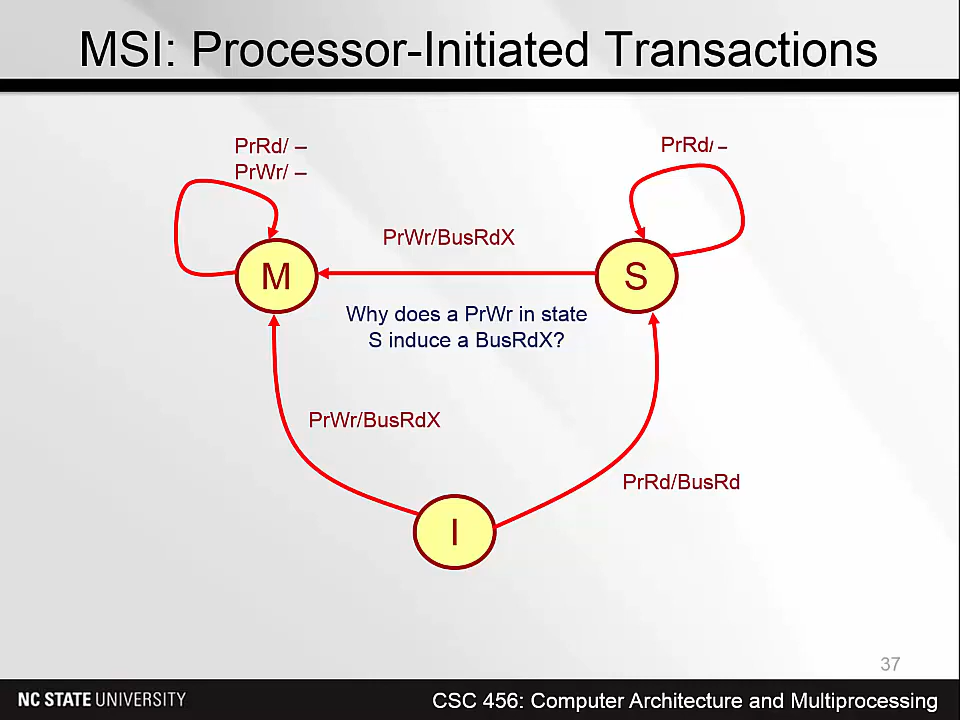 MSI: Processor-Initiated Transactions
PrRd/ –
PrWr/ –
PrRd/ –
PrWr/BusRdX
M
S
Why does a PrWr in state
S induce a BusRdX?
PrWr/BusRdX
PrRd/BusRd
I
37
NC STATE UNIVERSITY
CSC 456: Computer Architecture and Multiprocessing